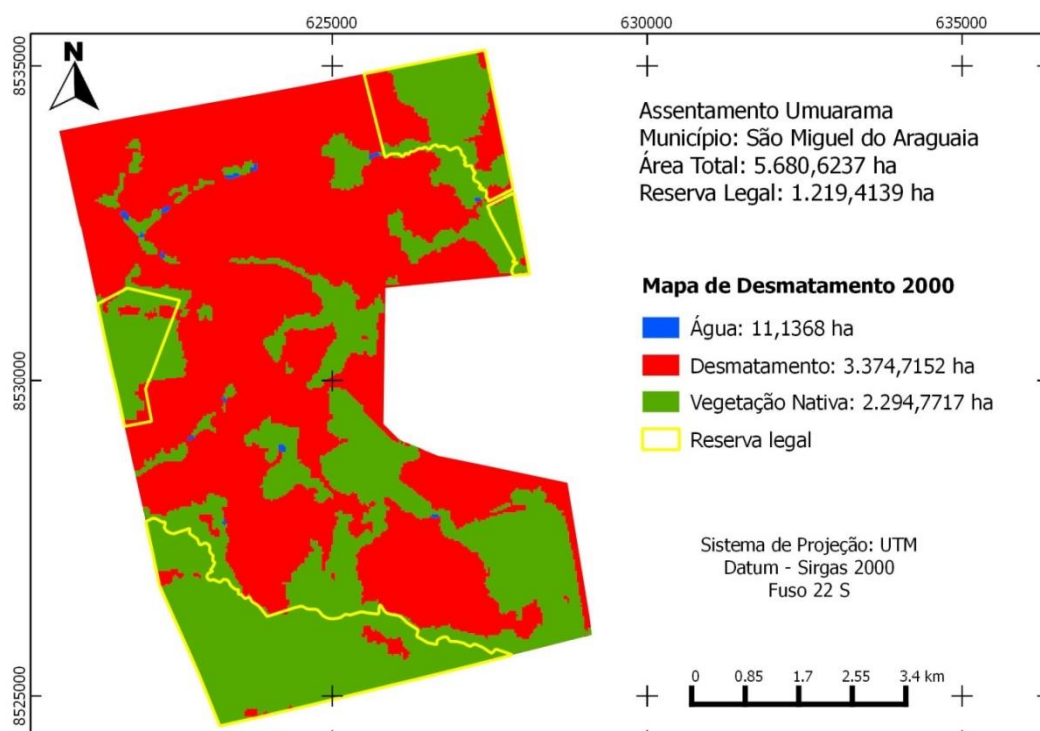 625000
630000
635000
8535000
8530000
8525000
N
Assentamento Umuarama
Município: São Miguel do Araguaia
Área Total: 5.680,6237 ha
Reserva Legal: 1.219,4139 ha
Mapa de Desmatamento 2000
Água: 11,1368 ha
Desmatamento: 3.374,7152 ha
Vegetação Nativa: 2.294,7717 ha
Reserva legal
Sistema de Projeção: UTM
Datum - Sirgas 2000
Fuso 22 S
0 0.85 1.7 2.55 3.4 km
625000
630000
635000